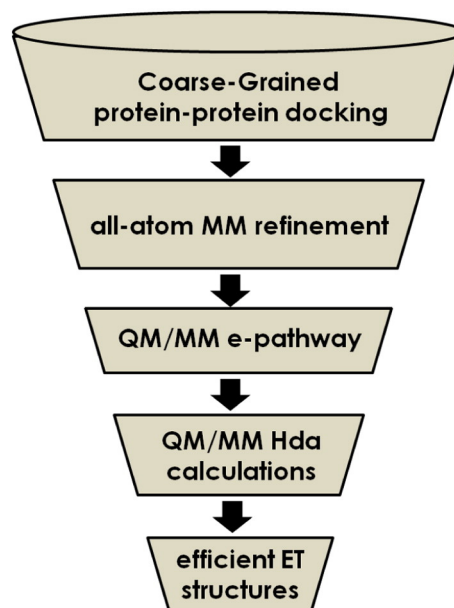 Coarse-Grained
protein-protein docking
all-atom MM refinement
QM/MM e-pathway
QM/MM Hda
calculations
efficient ET
structures